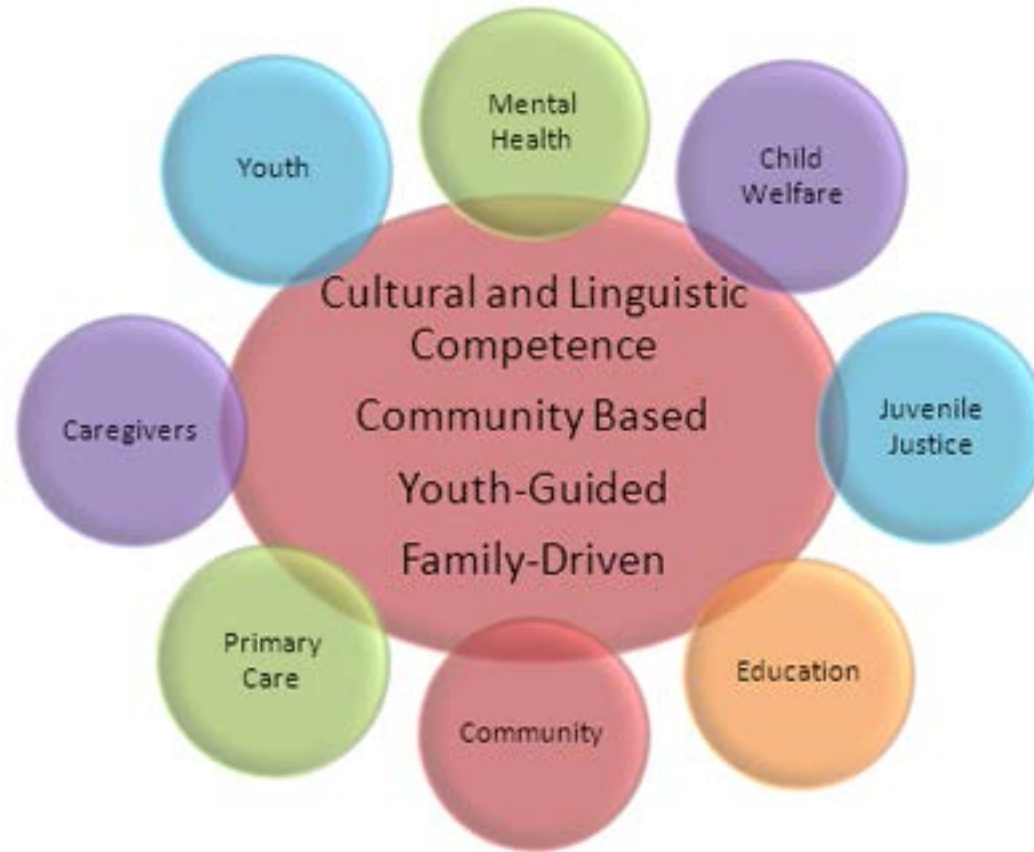 Mental
Health
Youth
Child
Welfare
Cultural and Linguistic
Competence
Community Based
Youth-Guided
Family-Driven
Caregivers
Juvenile
Justice
Primary
Care
Education
Community